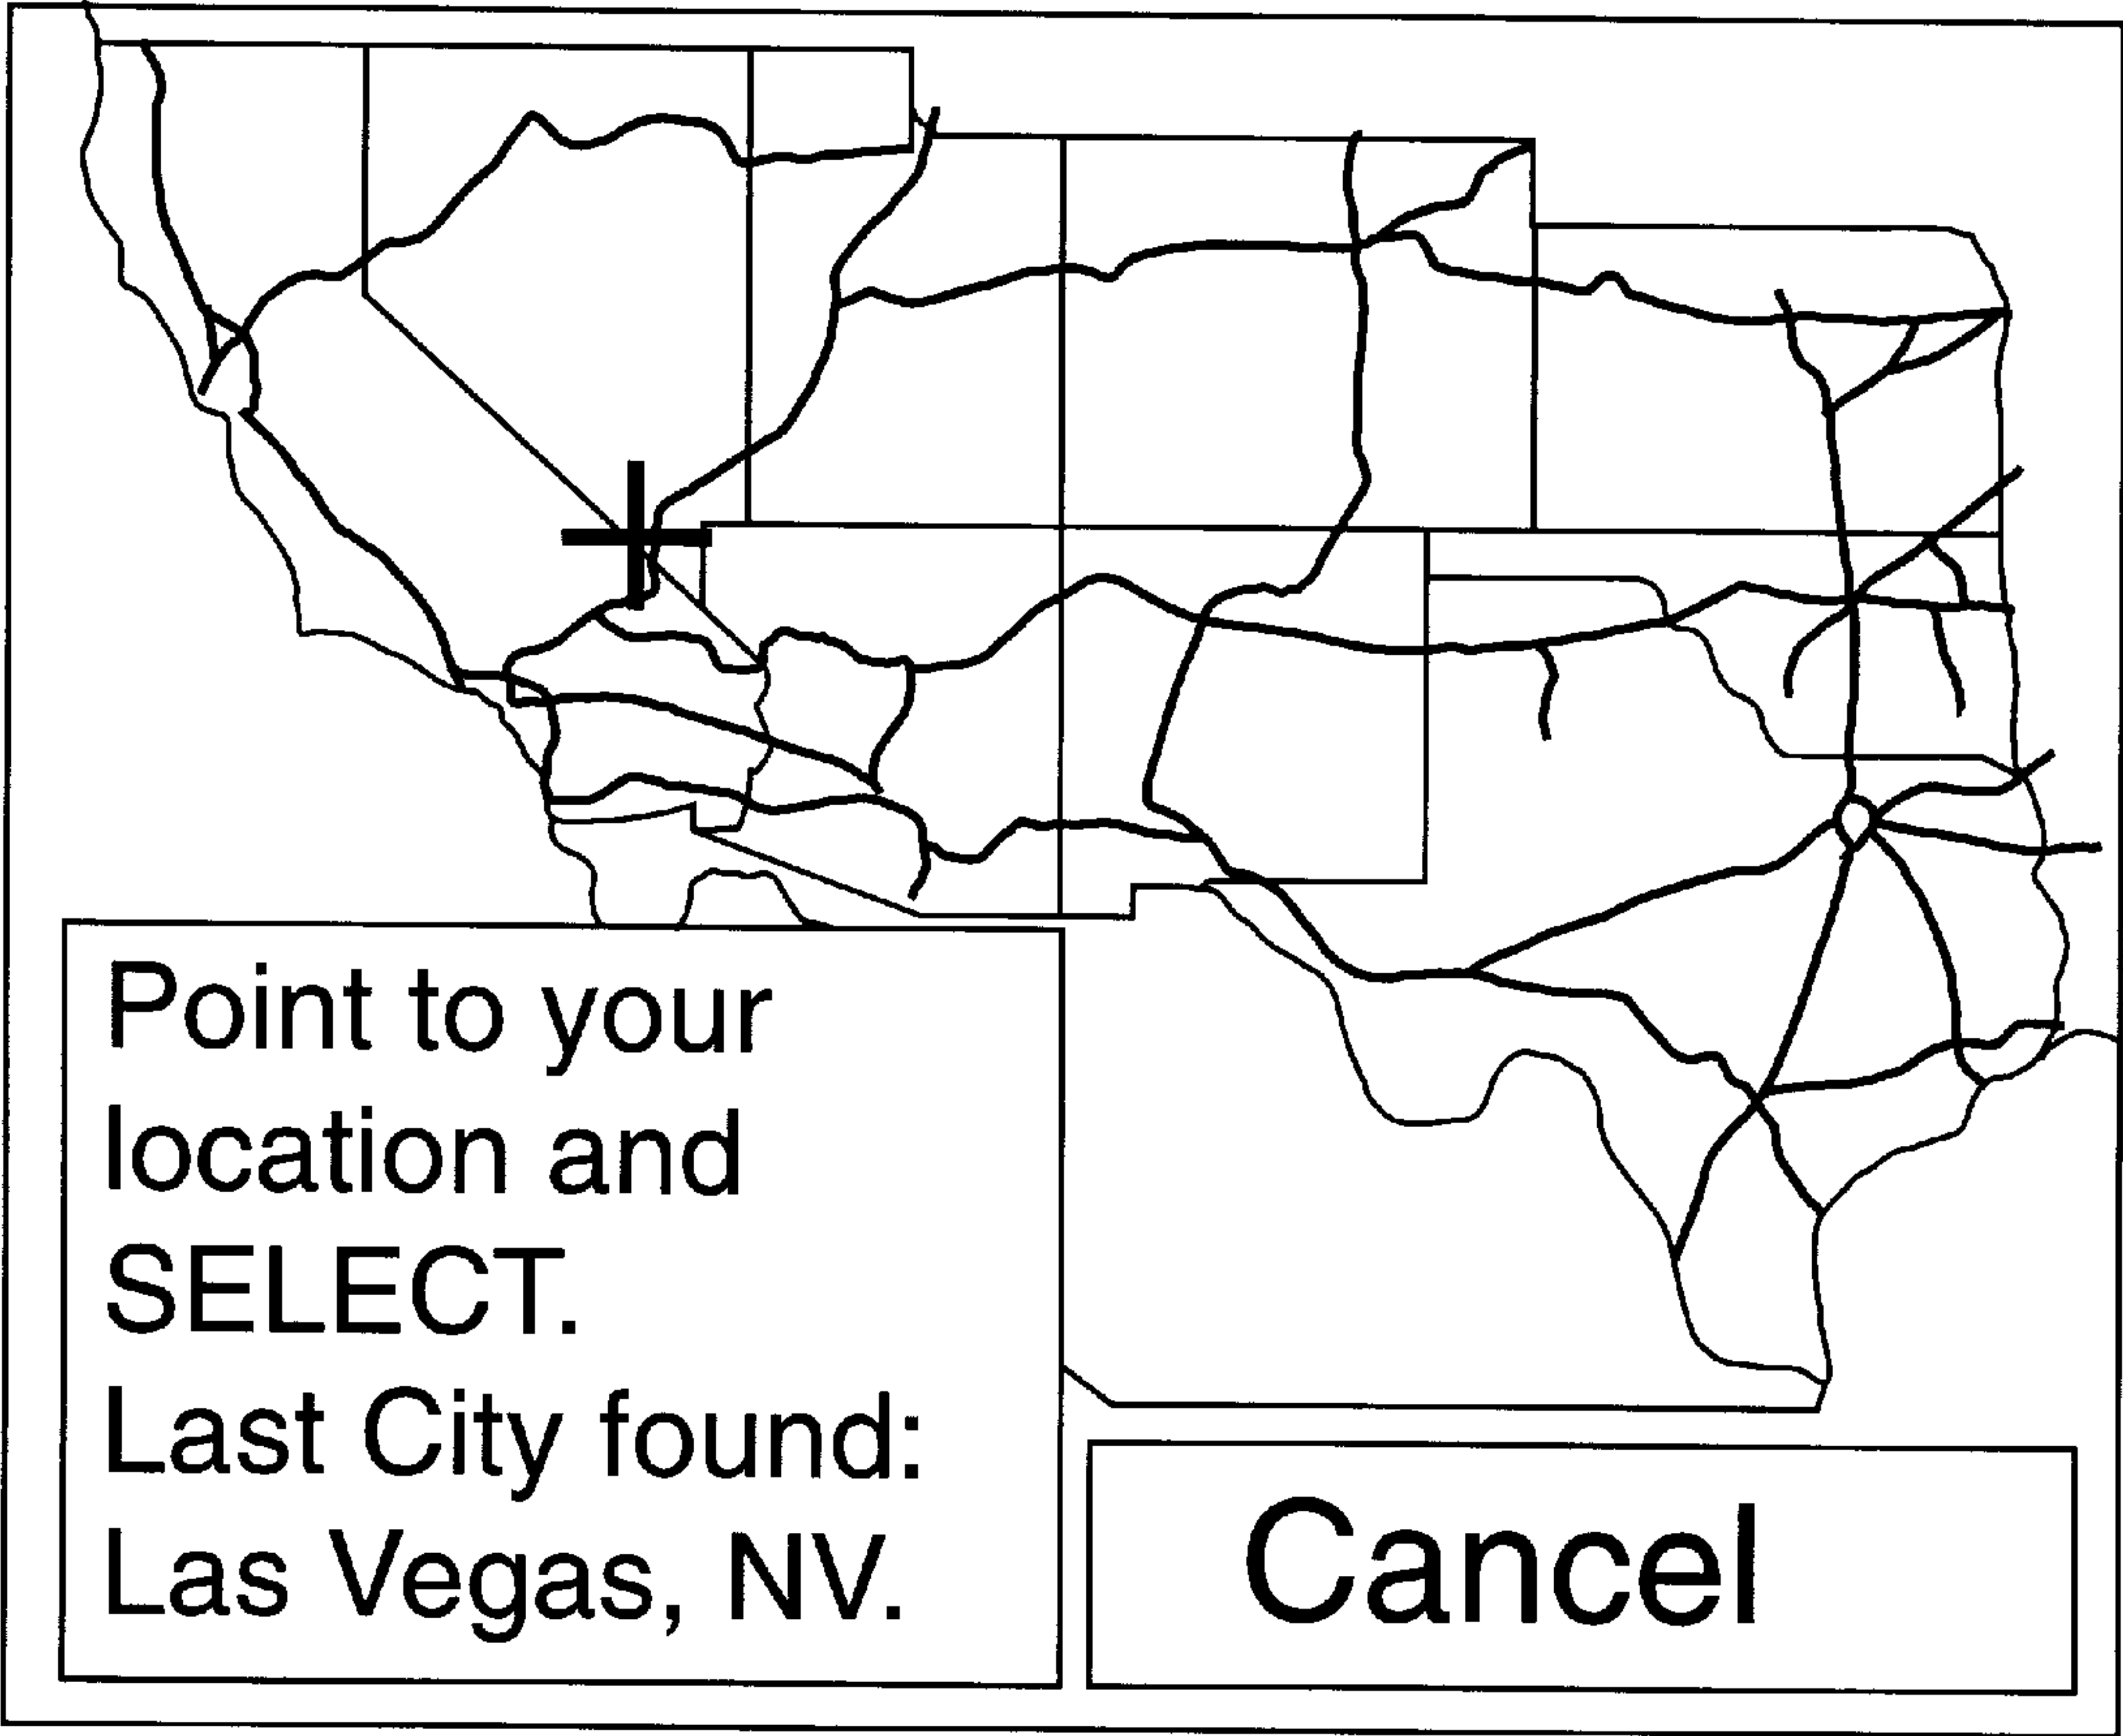 Point to your
location and
SELECT.
Last City found:
Las Vegas, NV.
Cancel